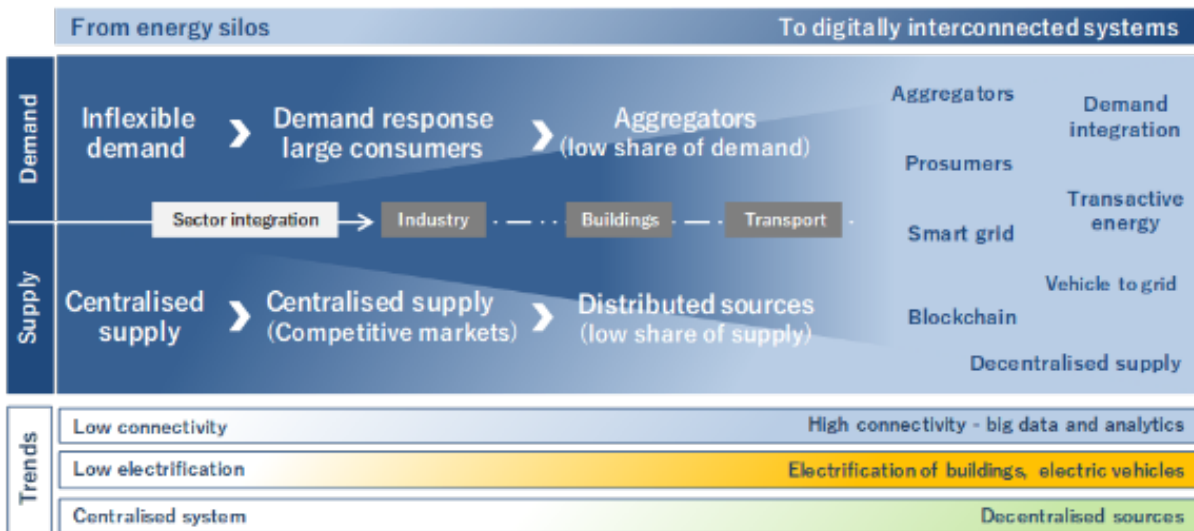 From energy silos
To digitally interconnected systems
Demand
Inflexible
demand
Demand response
large consumers
Aggregators
(low share of demand)
Aggregators
Demand
integration
Prosumers
Sector integration
Industry
Buildings
Transport
Transactive
energy
Smart grid
Supply
Centralised
supply
Centralised supply
(Competitive markets)
Distributed sources
(low share of supply)
Vehicle to grid
Blockchain
Decentralised supply
Trends
Low connectivity
High connectivity - big data and analytics
Low electrification
Electrification of buildings, electric vehicles
Centralised system
Decentralised sources